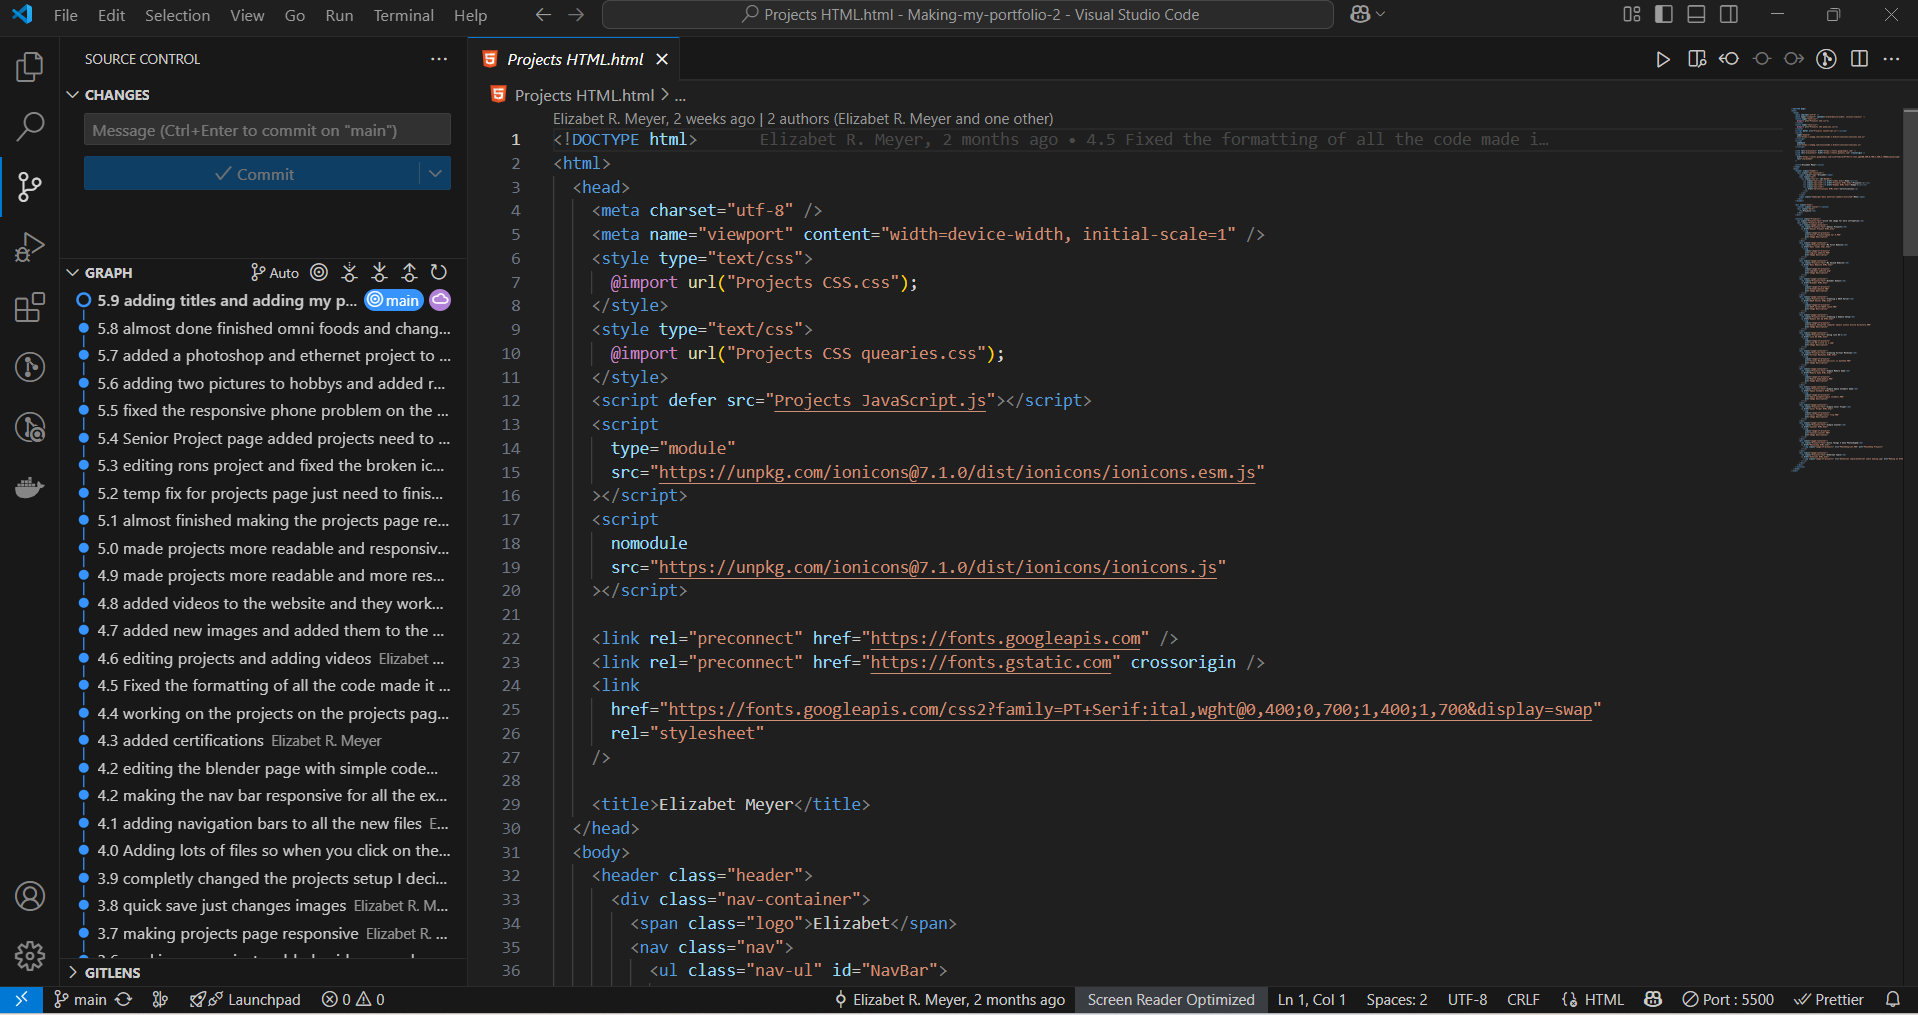 File Edit Selection View Go Run Terminal Help
Projects HTML.html - Making-my-portfolio-2 - Visual Studio Code
SOURCE CONTROL
CHANGES
Message (Ctrl+Enter to commit on "main")
Commit
GRAPH Auto
5.9 adding titles and adding my p... main
5.8 almost done finished omni foods and chang...
5.7 added a photoshop and ethernet project to ...
5.6 adding two pictures to hobbys and added r...
5.5 fixed the responsive phone problem on the ...
5.4 Senior Project page added projects need to ...
5.3 editing rons project and fixed the broken ic...
5.2 temp fix for projects page just need to finis...
5.1 almost finished making the projects page re...
5.0 made projects more readable and responsiv...
4.9 made projects more readable and more res...
4.8 added videos to the website and they work...
4.7 added new images and added them to the ...
4.6 editing projects and adding videos Elizabet ...
4.5 Fixed the formatting of all the code made it ...
4.4 working on the projects on the projects pag...
4.3 added certifications Elizabet R. Meyer
4.2 editing the blender page with simple code...
4.2 making the nav bar responsive for all the ex...
4.1 adding navigation bars to all the new files E...
4.0 Adding lots of files so when you click on the...
3.9 completly changed the projects setup I deci...
3.8 quick save just changes images Elizabet R. M...
3.7 making projects page responsive Elizabet R. ...
GITLENS
Projects HTML.html
Projects HTML.html > ...
Elizabet R. Meyer, 2 weeks ago | 2 authors (Elizabet R. Meyer and one other)
1 <!DOCTYPE html> Elizabet R. Meyer, 2 months ago • 4.5 Fixed the formatting of all the code made i...
2 <html>
3 <head>
4 <meta charset="utf-8" />
5 <meta name="viewport" content="width=device-width, initial-scale=1" />
6 <style type="text/css">
7 @import url("Projects CSS.css");
8 </style>
9 <style type="text/css">
10 @import url("Projects CSS quearies.css");
11 </style>
12 <script defer src="Projects JavaScript.js"></script>
13 <script
14 type="module"
15 src="https://unpkg.com/ionicons@7.1.0/dist/ionicons/ionicons.esm.js"
16 ></script>
17 <script
18 nomodule
19 src="https://unpkg.com/ionicons@7.1.0/dist/ionicons/ionicons.js"
20 ></script>
21
22 <link rel="preconnect" href="https://fonts.googleapis.com" />
23 <link rel="preconnect" href="https://fonts.gstatic.com" crossorigin />
24 <link
25 href="https://fonts.googleapis.com/css2?family=PT+Serif:ital,wght@0,400;0,700;1,400;1,700&display=swap"
26 rel="stylesheet"
27 />
28
29 <title>Elizabet Meyer</title>
30 </head>
31 <body>
32 <header class="header">
33 <div class="nav-container">
34 <span class="logo">Elizabet</span>
35 <nav class="nav">
36 <ul class="nav-ul" id="NavBar">
main Launchpad 0 0 Elizabet R. Meyer, 2 months ago Screen Reader Optimized Ln 1, Col 1 Spaces: 2 UTF-8 CRLF HTML Port : 5500 Prettier